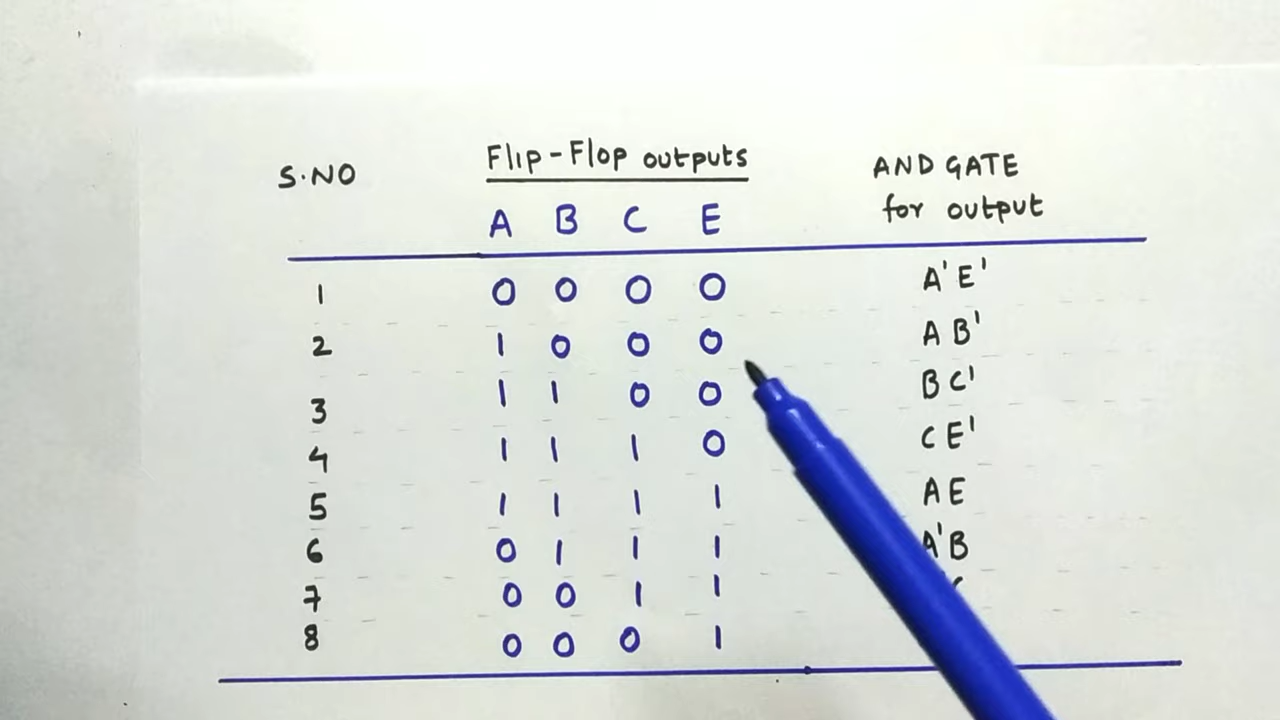 S.NO Flip-Flop outputs AND GATE for output
A B C E
1 0 0 0 0 A'E'
2 1 0 0 0 AB'
3 1 1 0 0 BC'
4 1 1 1 0 CE'
5 1 1 1 1 AE
6 0 1 1 1 A'B
7 0 0 1 1
8 0 0 0 1